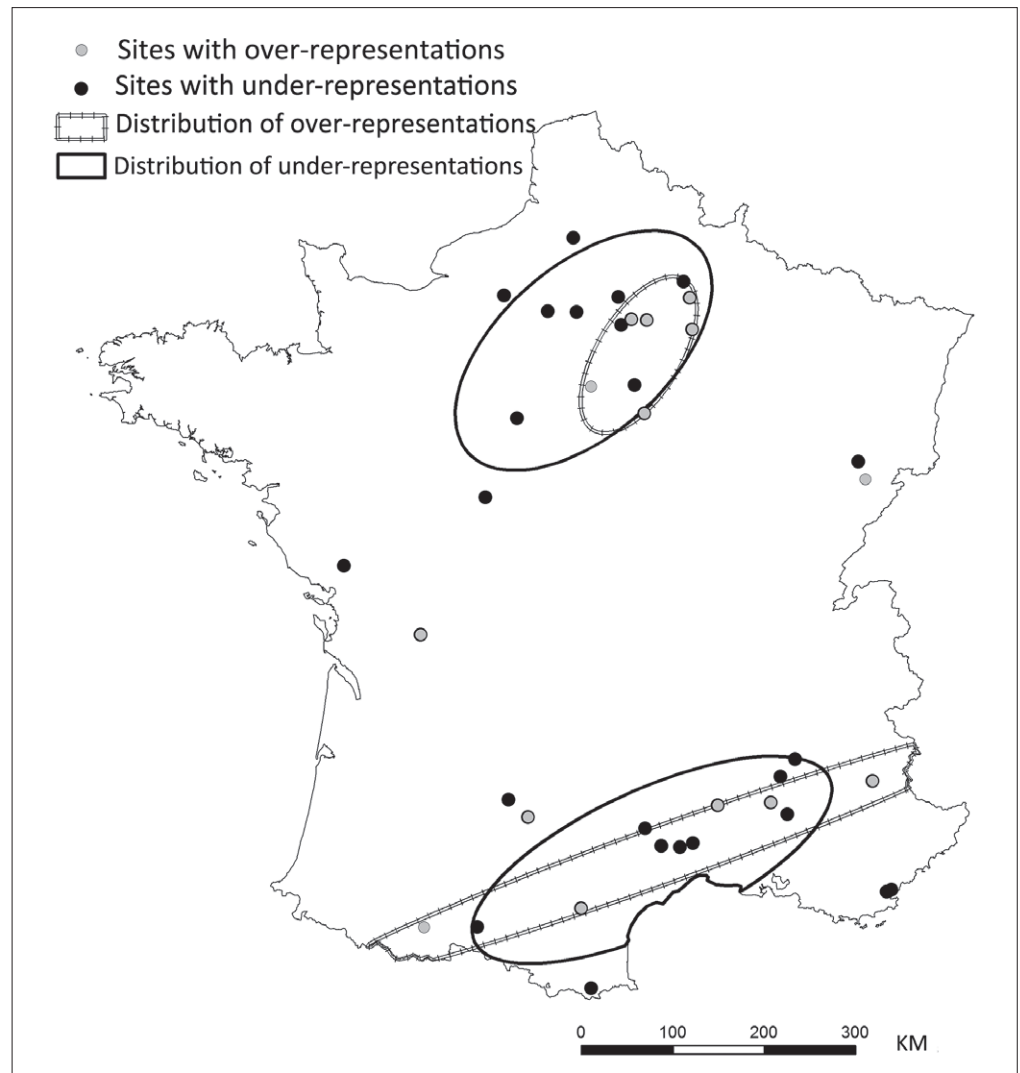 Sites with over-representations
Sites with under-representations
Distribution of over-representations
Distribution of under-representations
0 100 200 300 KM